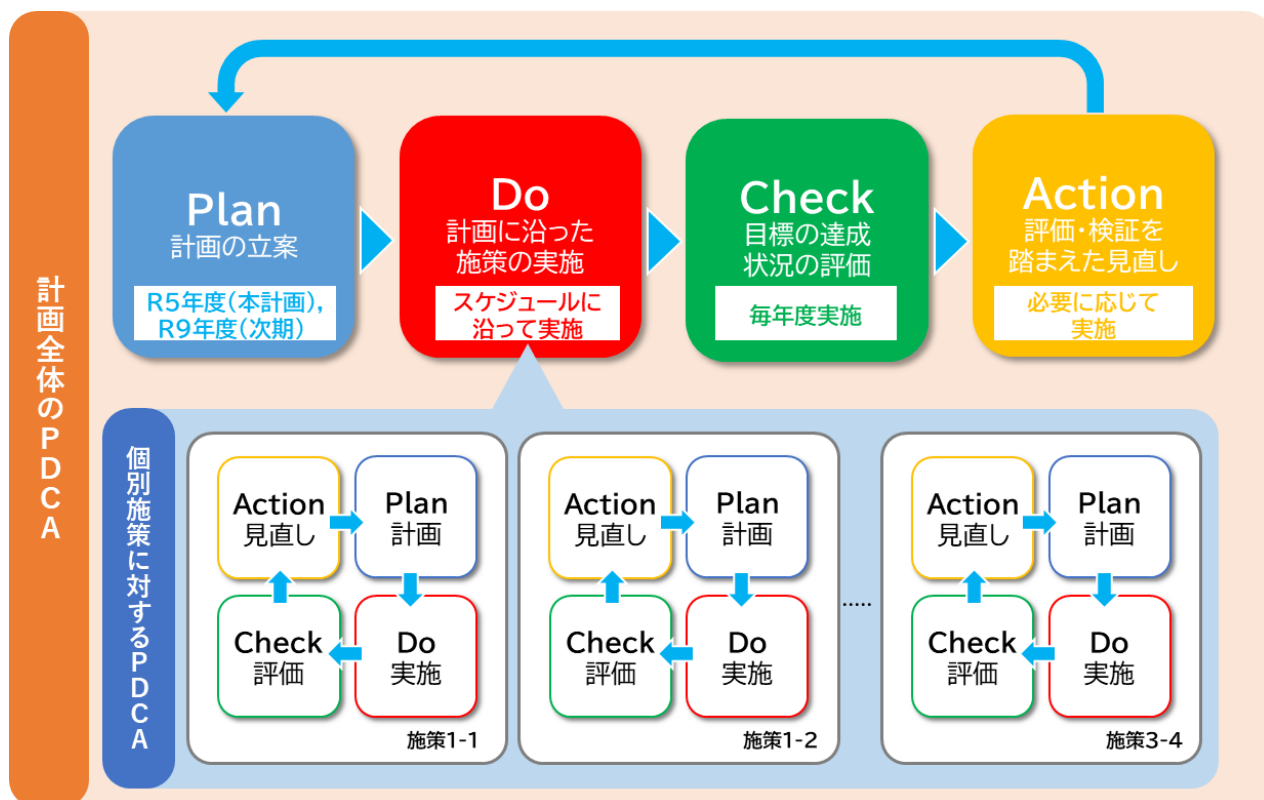 計画全体のPDCA
Plan
計画の立案
R5年度(本計画),
R9年度(次期)
Do
計画に沿った
施策の実施
スケジュールに
沿って実施
Check
目標の達成
状況の評価
毎年度実施
Action
評価・検証を
踏まえた見直し
必要に応じて
実施
個別施策に対するPDCA
Action
見直し
Plan
計画
Check
評価
Do
実施
施策1-1
Action
見直し
Plan
計画
Check
評価
Do
実施
施策1-2
.....
Action
見直し
Plan
計画
Check
評価
Do
実施
施策3-4